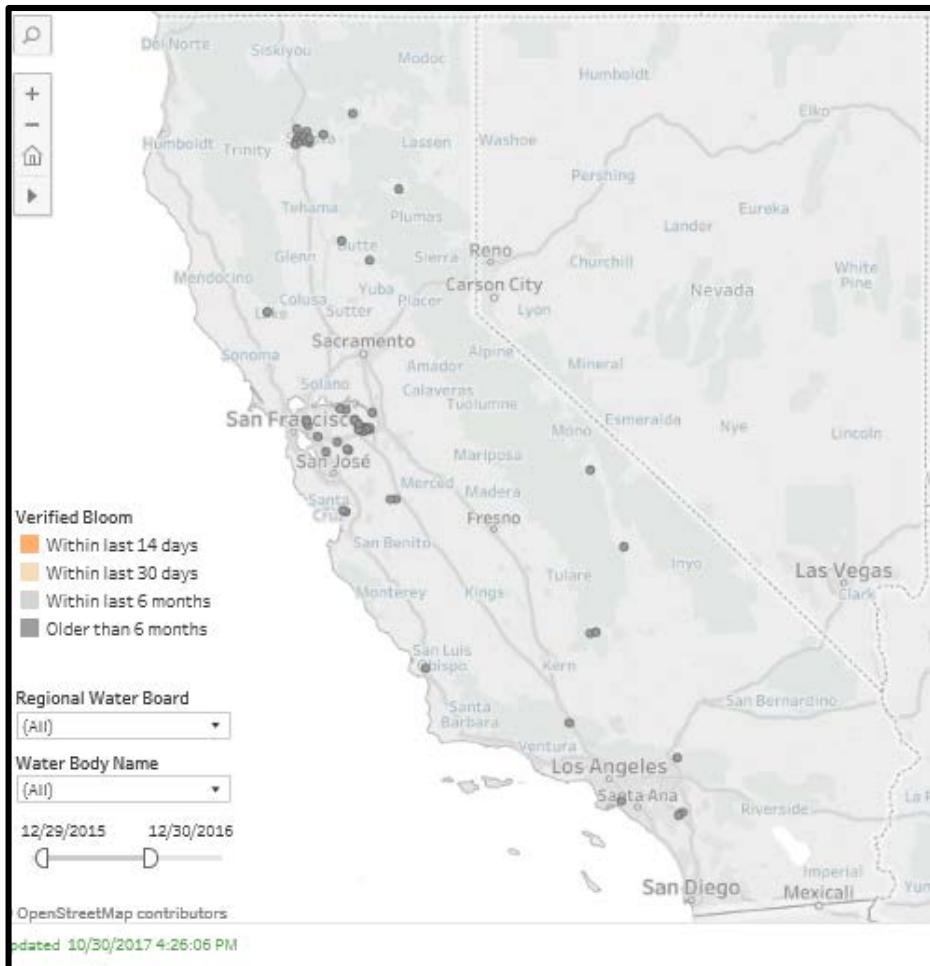 Del Norte
Siskiyou
Modoc
Humboldt
Elko
Humboldt
Trinity
Shasta
Lassen
Washoe
Pershing
Tehama
Plumas
Lander
Eureka
Glenn
Butte
Sierra
Reno
Churchill
White
Pine
Mendocino
Colusa
Yuba
Placer
Carson City
Nevada
Lake
Sutter
Lyon
Sacramento
Sonoma
Amador
Alpine
Mineral
Solano
Calaveras
Tuolumne
San Francisco
Mono
Esmeralda
Nye
Lincoln
San José
Mariposa
Merced
Madera
Santa
Cruz
Fresno
San Benito
Verified Bloom
Within last 14 days
Within last 30 days
Within last 6 months
Older than 6 months
Tulare
Inyo
Las Vegas
Clark
Monterey
Kings
San Luis
Obispo
Kern
Santa
Barbara
San Bernardino
Ventura
Los Angeles
Santa Ana
Riverside
La P
Imperial
San Diego
Mexicali
Yum
Regional Water Board
(All)
Water Body Name
(All)
12/29/2015 12/30/2016
OpenStreetMap contributors
pdated 10/30/2017 4:26:06 PM